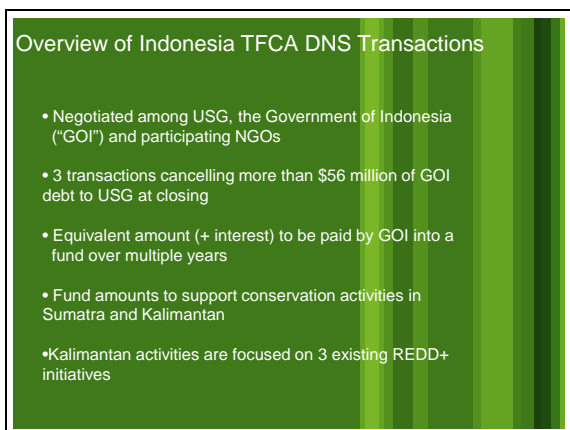 Overview of Indonesia TFCA DNS Transactions
• Negotiated among USG, the Government of Indonesia
("GOI") and participating NGOs
• 3 transactions cancelling more than $56 million of GOI
debt to USG at closing
• Equivalent amount (+ interest) to be paid by GOI into a
fund over multiple years
• Fund amounts to support conservation activities in
Sumatra and Kalimantan
•Kalimantan activities are focused on 3 existing REDD+
initiatives